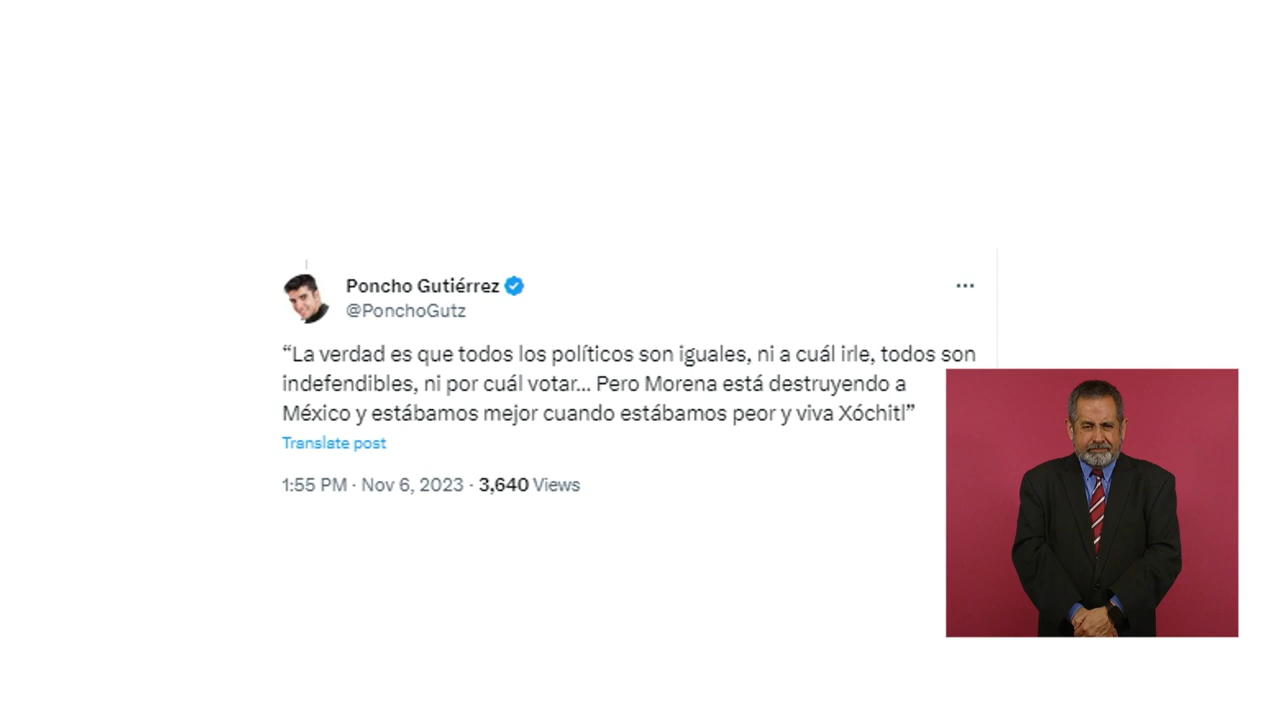 Poncho Gutiérrez
@PonchoGutz
“La verdad es que todos los políticos son iguales, ni a cuál irle, todos son
indefendibles, ni por cuál votar... Pero Morena está destruyendo a
México y estábamos mejor cuando estábamos peor y viva Xóchitl”
Translate post
1:55 PM · Nov 6, 2023 · 3,640 Views